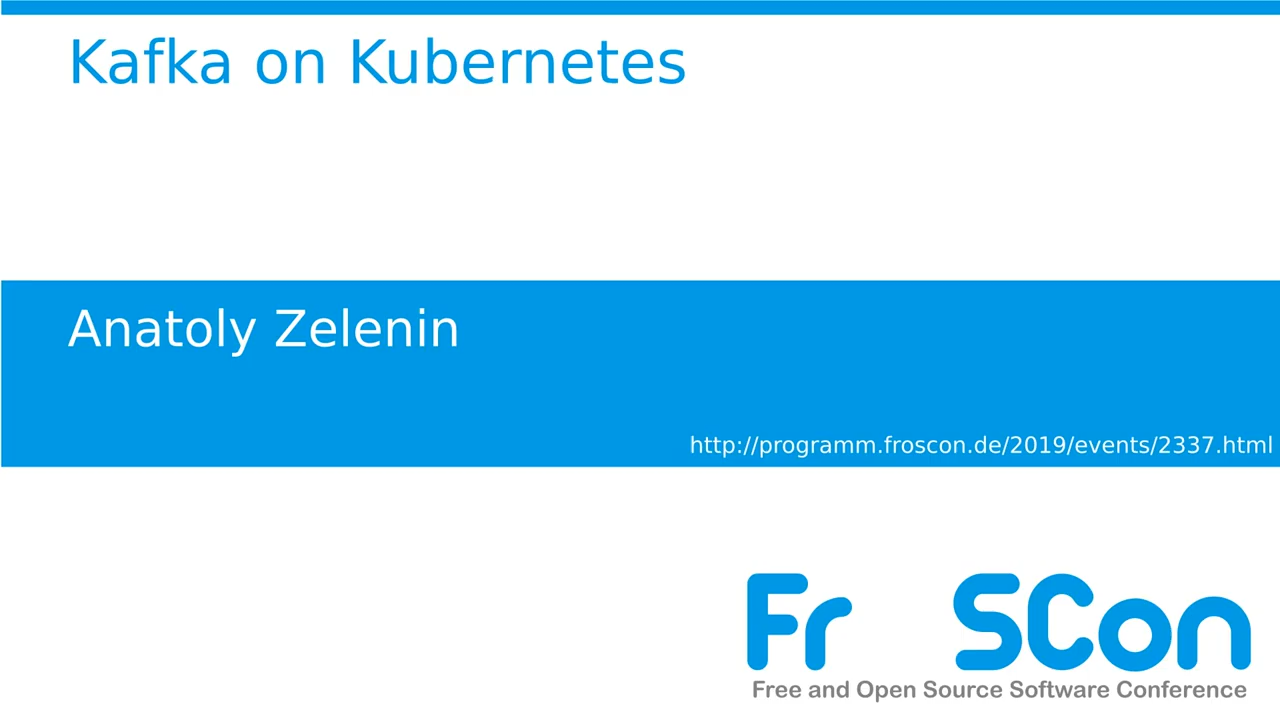 Kafka on Kubernetes
Anatoly Zelenin
http://programm.froscon.de/2019/events/2337.html
Fr SCon
Free and Open Source Software Conference